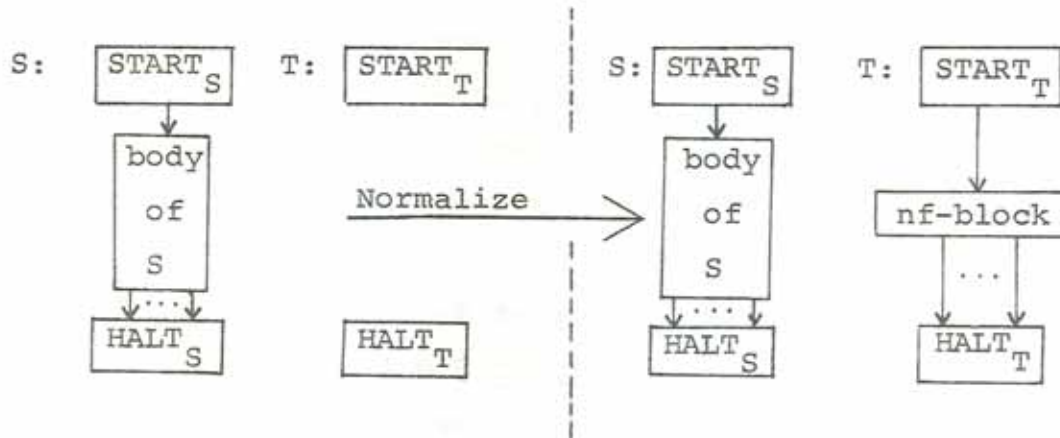 S: START_S T: START_T S: START_S T: START_T
body body
of Normalize of nf-block
S S
... ... ...
HALT_S HALT_T HALT_S HALT_T